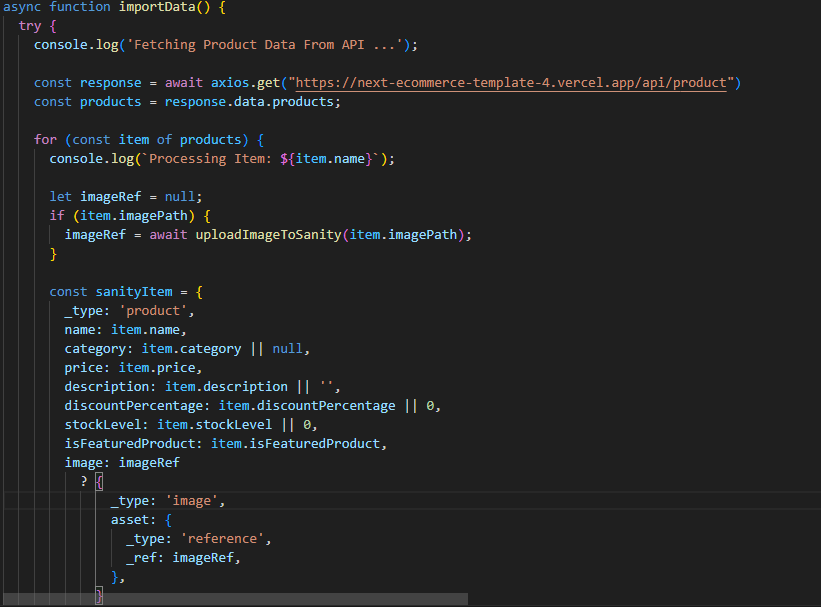 async function importData() {
try {
console.log('Fetching Product Data From API ...');
const response = await axios.get("https://next-ecommerce-template-4.vercel.app/api/product")
const products = response.data.products;
for (const item of products) {
console.log(`Processing Item: ${item.name}`);
let imageRef = null;
if (item.imagePath) {
imageRef = await uploadImageToSanity(item.imagePath);
}
const sanityItem = {
_type: 'product',
name: item.name,
category: item.category || null,
price: item.price,
description: item.description || '',
discountPercentage: item.discountPercentage || 0,
stockLevel: item.stockLevel || 0,
isFeaturedProduct: item.isFeaturedProduct,
image: imageRef
? {
_type: 'image',
asset: {
_type: 'reference',
_ref: imageRef,
},
}